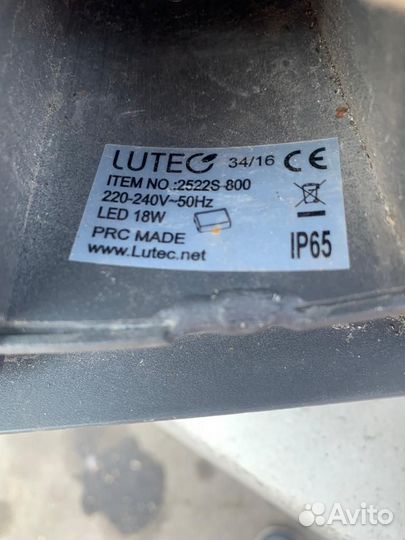 LUTEC 34/16 CE
ITEM NO.:2522S-800
220-240V~50Hz
LED 18W
PRC MADE
www.Lutec.net
IP65
Avito